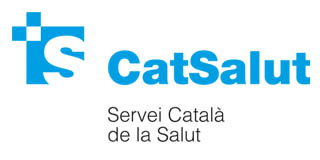 S CatSalut
Servei Català
de la Salut